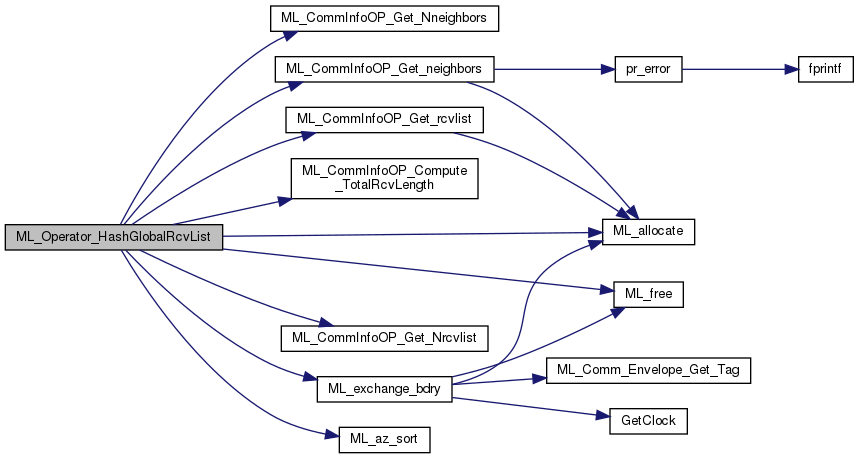 ML_CommInfoOP_Get_Nneighbors
ML_CommInfoOP_Get_neighbors
pr_error
fprintf
ML_CommInfoOP_Get_rcvlist
ML_CommInfoOP_Compute
_TotalRcvLength
ML_Operator_HashGlobalRcvList
ML_allocate
ML_free
ML_CommInfoOP_Get_Nrcvlist
ML_Comm_Envelope_Get_Tag
ML_exchange_bdry
GetClock
ML_az_sort